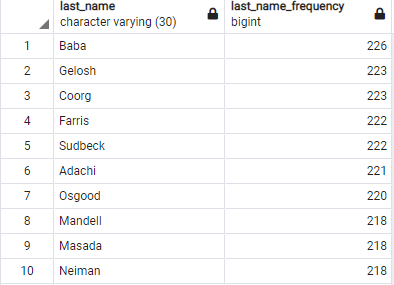 last_name last_name_frequency
character varying (30) bigint
1 Baba 226
2 Gelosh 223
3 Coorg 223
4 Farris 222
5 Sudbeck 222
6 Adachi 221
7 Osgood 220
8 Mandell 218
9 Masada 218
10 Neiman 218